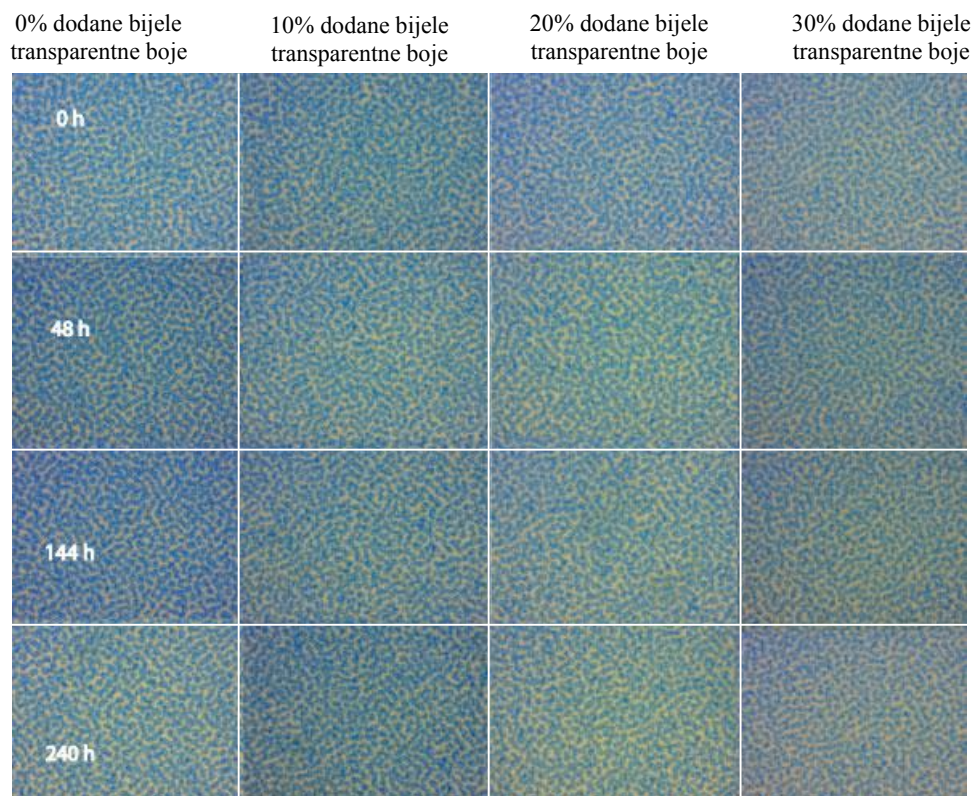 0% dodane bijele
transparentne boje
10% dodane bijele
transparentne boje
20% dodane bijele
transparentne boje
30% dodane bijele
transparentne boje
0 h
48 h
144 h
240 h